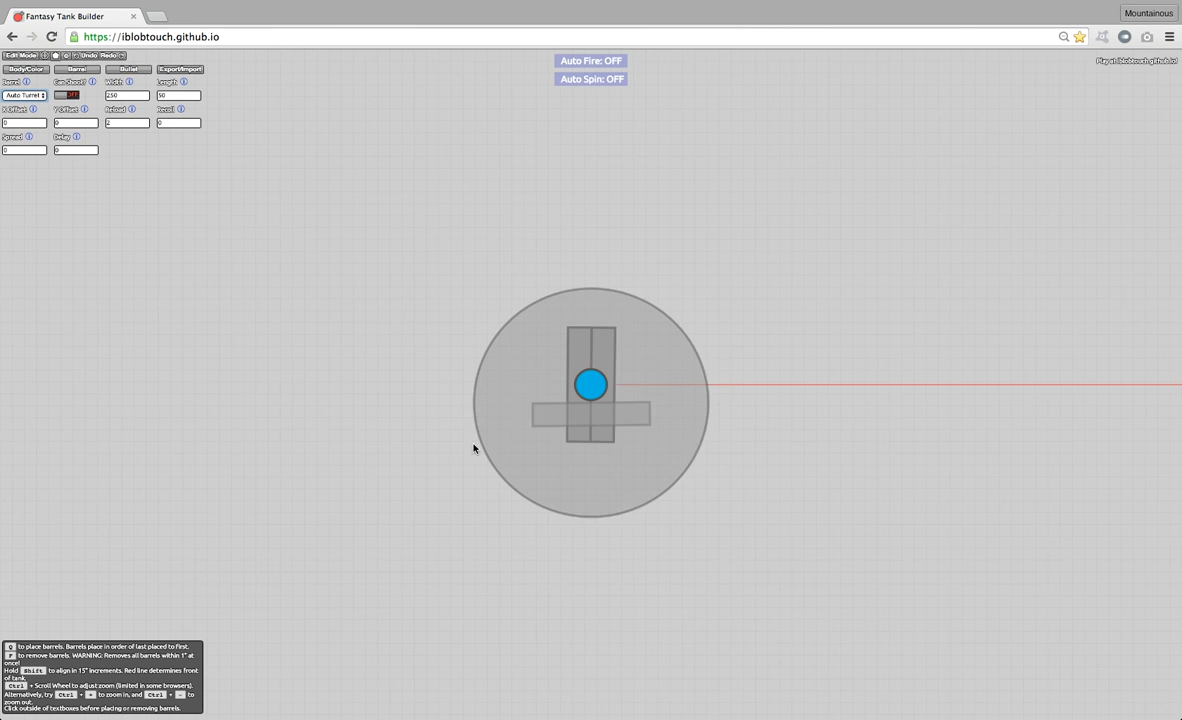 Fantasy Tank Builder
Mountainous
https://iblobtouch.github.io
Edit Mode Undo Redo
Auto Fire: OFF
Auto Spin: OFF
Play at iblobtouch.github.io!
Body/Color Barrel Bullet Export/Import
Barrel Can Shoot? Width Length
Auto Turret OFF 250 50
X Offset Y Offset Reload Recoil
0 0 2 0
Spread Delay
0 0
Q to place barrels. Barrels place in order of last placed to first.
F to remove barrels. WARNING: Removes all barrels within 1° at
once!
Hold Shift to align in 15° increments. Red line determines front
of tank.
Ctrl + Scroll Wheel to adjust zoom (limited in some browsers).
Alternatively, try Ctrl + + to zoom in, and Ctrl + - to
zoom out.
Click outside of textboxes before placing or removing barrels.